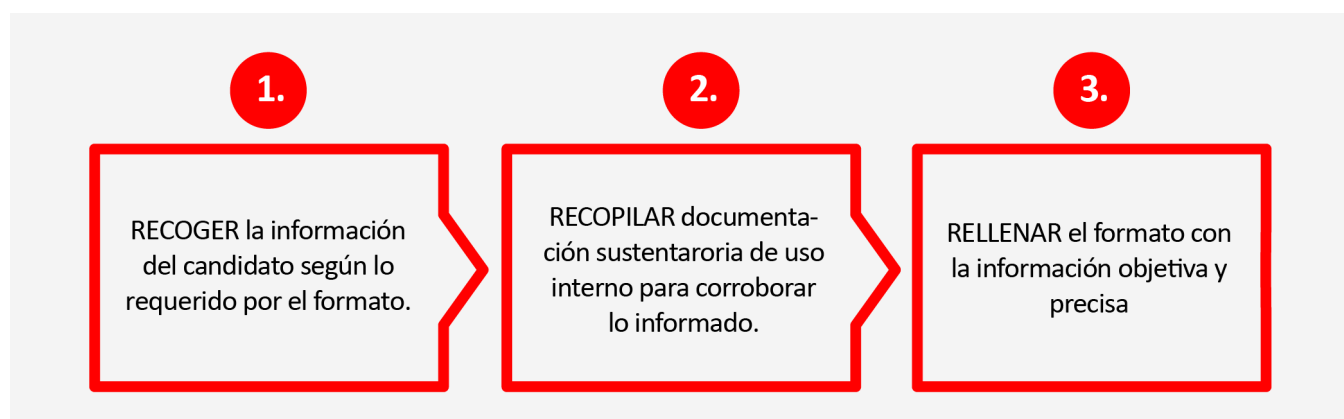 1.
RECOGER la información
del candidato según lo
requerido por el formato.
2.
RECOPILAR documenta-
ción sustentaroria de uso
interno para corroborar
lo informado.
3.
RELLENAR el formato con
la información objetiva y
precisa